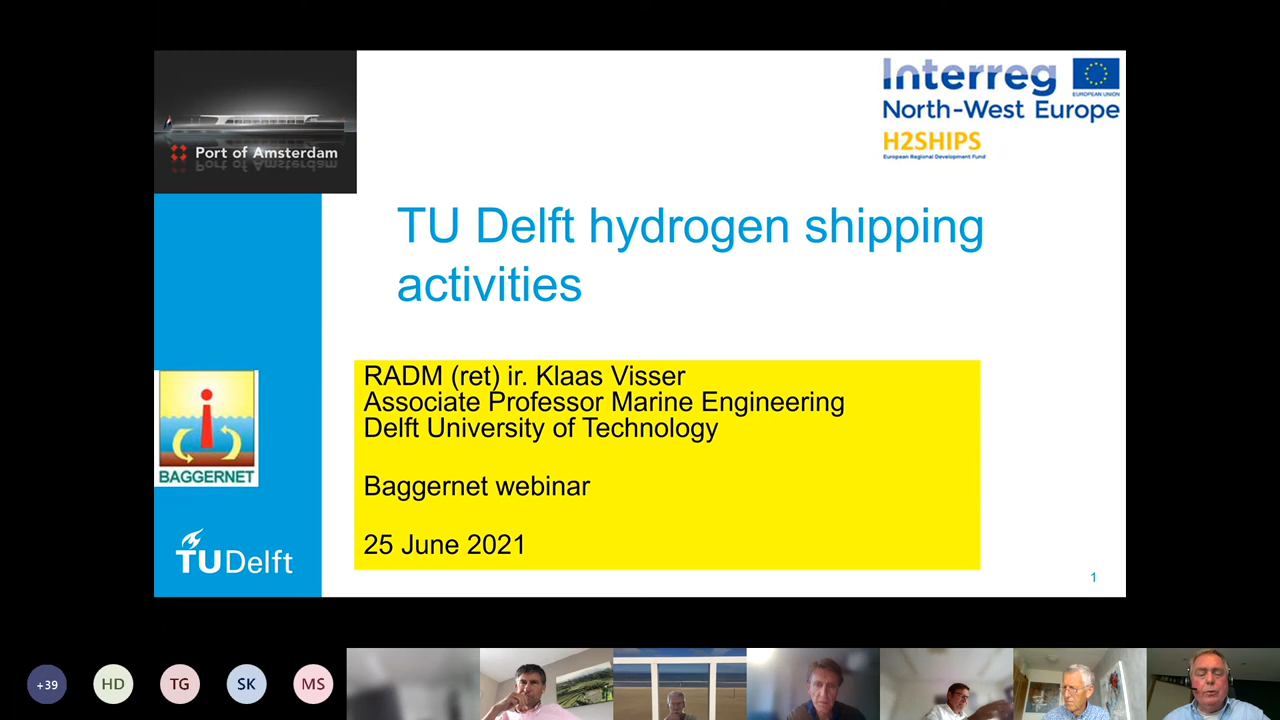 Port of Amsterdam
Interreg
EUROPEAN UNION
North-West Europe
H2SHIPS
European Regional Development Fund
TU Delft hydrogen shipping
activities
RADM (ret) ir. Klaas Visser
Associate Professor Marine Engineering
Delft University of Technology
Baggernet webinar
25 June 2021
BAGGERNET
TUDelft
1
+39
HD
TG
SK
MS